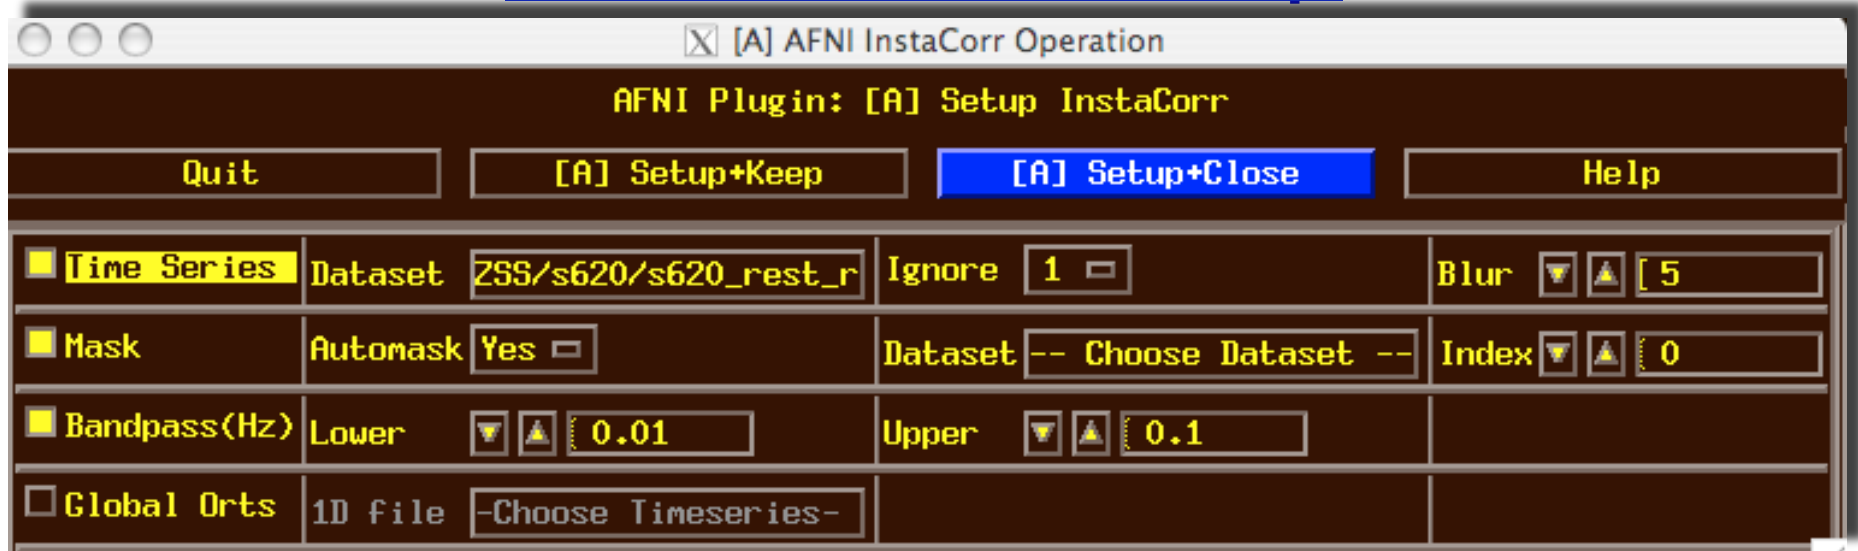 [A] AFNI InstaCorr Operation
AFNI Plugin: [A] Setup InstaCorr
Quit [A] Setup+Keep [A] Setup+Close Help
Time Series Dataset ZSS/s620/s620_rest_r Ignore 1 Blur [ 5
Mask Automask Yes Dataset -- Choose Dataset -- Index [ 0
Bandpass(Hz) Lower [ 0.01 Upper [ 0.1
Global Orts 1D file -Choose Timeseries-